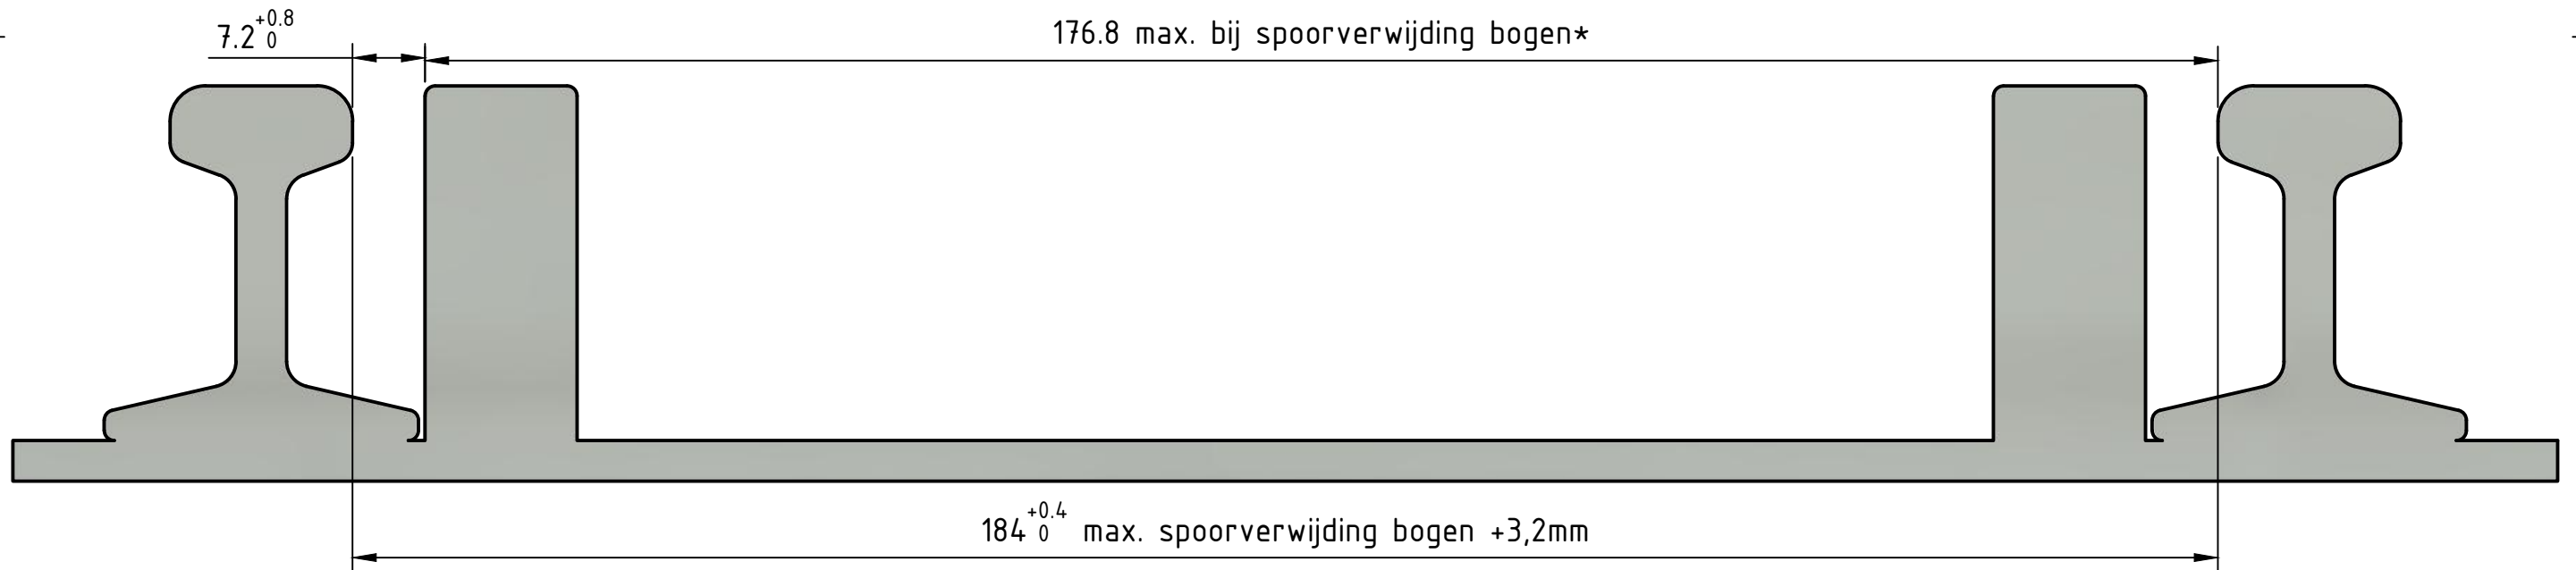 7.2 +0.8 0
176.8 max. bij spoorverwijding bogen*
184 +0.4 0 max. spoorverwijding bogen +3,2mm